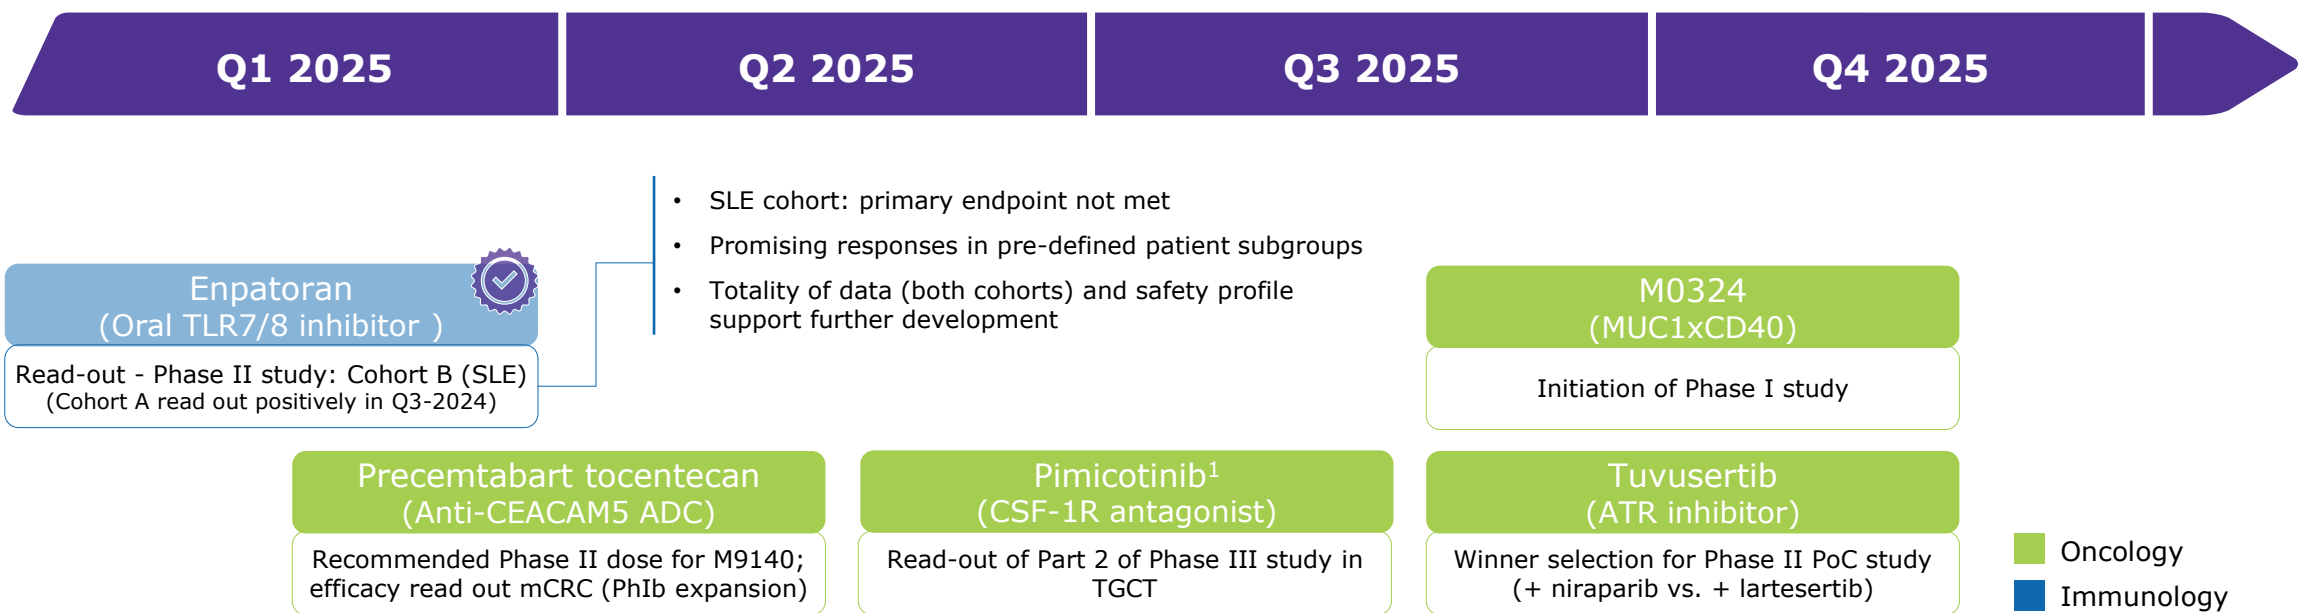 Q1 2025
Q2 2025
Q3 2025
Q4 2025
• SLE cohort: primary endpoint not met
• Promising responses in pre-defined patient subgroups
• Totality of data (both cohorts) and safety profile
support further development
Enpatoran
(Oral TLR7/8 inhibitor )
Read-out - Phase II study: Cohort B (SLE)
(Cohort A read out positively in Q3-2024)
M0324
(MUC1xCD40)
Initiation of Phase I study
Precemtabart tocentecan
(Anti-CEACAM5 ADC)
Recommended Phase II dose for M9140;
efficacy read out mCRC (PhIb expansion)
Pimicotinib¹
(CSF-1R antagonist)
Read-out of Part 2 of Phase III study in
TGCT
Tuvusertib
(ATR inhibitor)
Winner selection for Phase II PoC study
(+ niraparib vs. + lartesertib)
Oncology
Immunology